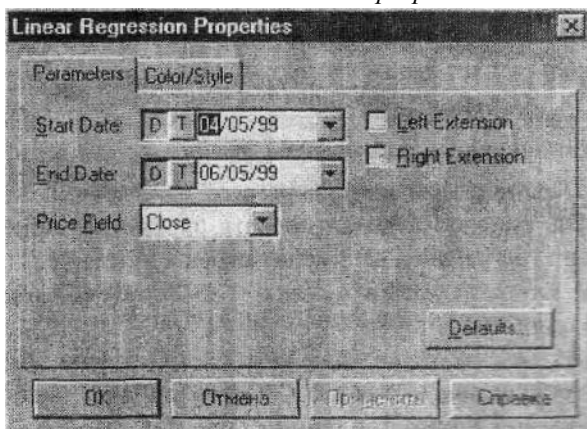 Linear Regression Properties
Parameters Color/Style
Start Date: D T 04/05/99 Left Extension
End Date: D T 06/05/99 Right Extension
Price Field: Close
Defaults...
OK Отмена Применить Справка